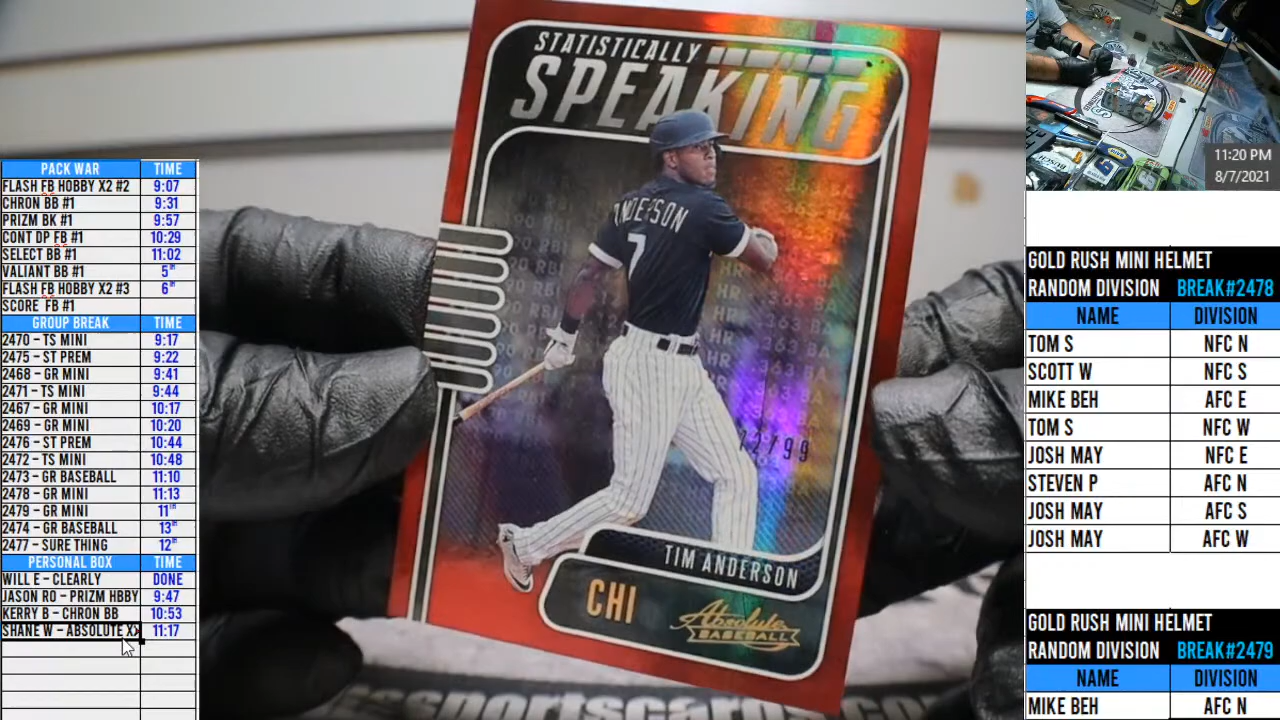 PACK WAR TIME
FLASH FB HOBBY X2 #2 9:07
CHRON BB #1 9:31
PRIZM BK #1 9:57
CONT DP FB #1 10:29
SELECT BB #1 11:02
VALIANT BB #1 5TH
FLASH FB HOBBY X2 #3 6TH
SCORE FB #1
GROUP BREAK TIME
2470 – TS MINI 9:17
2475 – ST PREM 9:22
2468 – GR MINI 9:41
2471 – TS MINI 9:44
2467 – GR MINI 10:17
2469 – GR MINI 10:20
2476 – ST PREM 10:44
2472 – TS MINI 10:48
2473 – GR BASEBALL 11:10
2478 – GR MINI 11:13
2479 – GR MINI 11TH
2474 – GR BASEBALL 13TH
2477 – SURE THING 12TH
PERSONAL BOX TIME
WILL E – CLEARLY DONE
JASON RO – PRIZM HBBY 9:47
KERRY B – CHRON BB 10:53
SHANE W – ABSOLUTE XX 11:17
STATISTICALLY
SPEAKING
ANDERSON
7
/99
TIM ANDERSON
CHI
Absolute
BASEBALL
sportscards.co
11:20 PM
8/7/2021
GOLD RUSH MINI HELMET
RANDOM DIVISION BREAK#2478
NAME DIVISION
TOM S NFC N
SCOTT W NFC S
MIKE BEH AFC E
TOM S NFC W
JOSH MAY NFC E
STEVEN P AFC N
JOSH MAY AFC S
JOSH MAY AFC W
GOLD RUSH MINI HELMET
RANDOM DIVISION BREAK#2479
NAME DIVISION
MIKE BEH AFC N